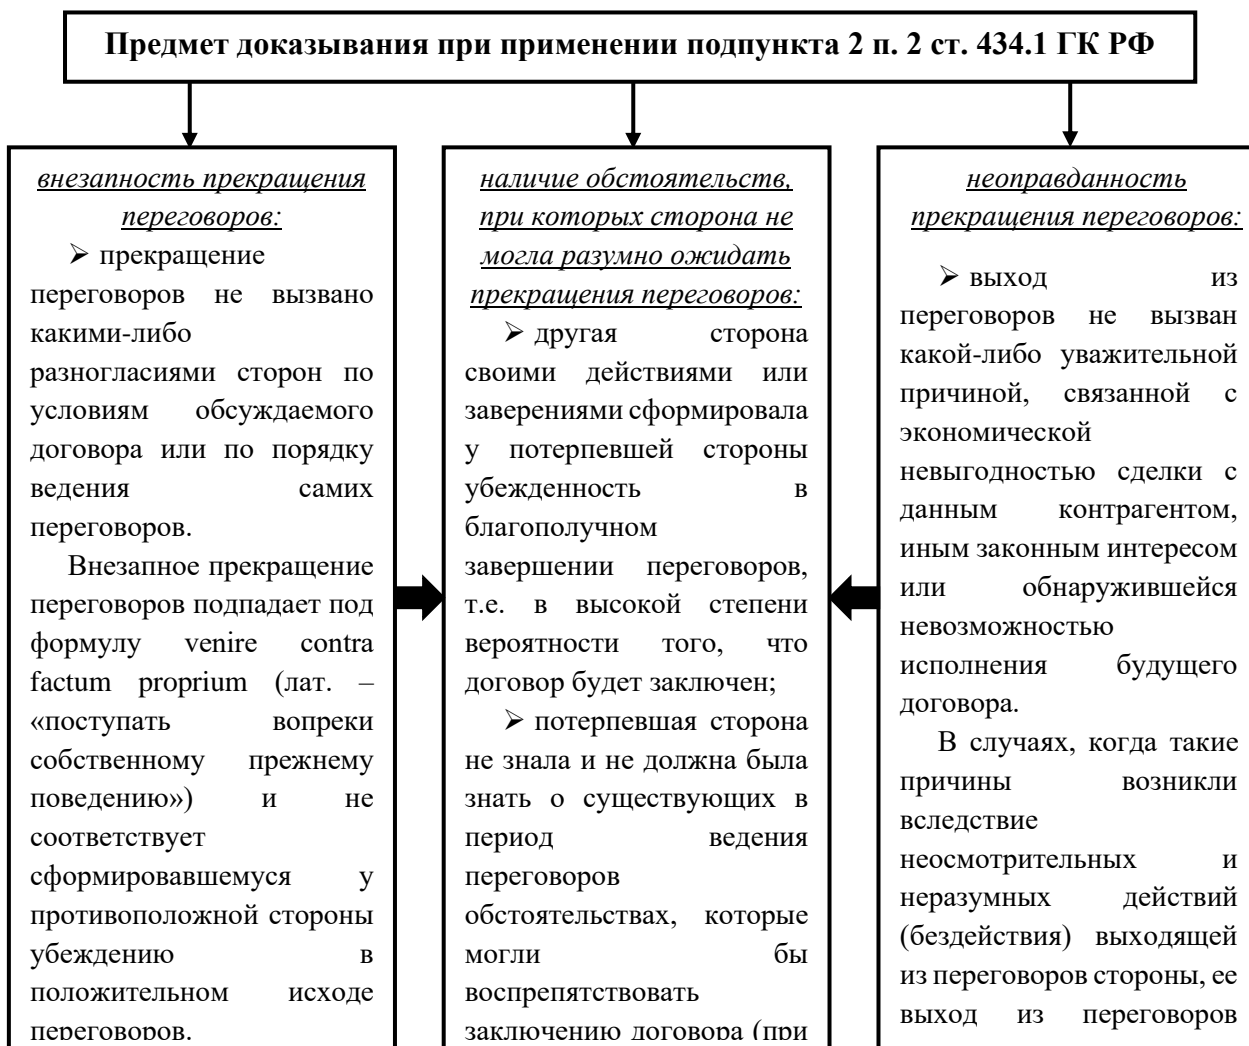 Предмет доказывания при применении подпункта 2 п. 2 ст. 434.1 ГК РФ
внезапность прекращения
переговоров:
➢ прекращение
переговоров не вызвано
какими-либо
разногласиями сторон по
условиям обсуждаемого
договора или по порядку
ведения самих
переговоров.
Внезапное прекращение
переговоров подпадает под
формулу venire contra
factum proprium (лат. –
«поступать вопреки
собственному прежнему
поведению») и не
соответствует
сформировавшемуся у
противоположной стороны
убеждению в
положительном исходе
переговоров.
наличие обстоятельств,
при которых сторона не
могла разумно ожидать
прекращения переговоров:
➢ другая сторона
своими действиями или
заверениями сформировала
у потерпевшей стороны
убежденность в
благополучном
завершении переговоров,
т.е. в высокой степени
вероятности того, что
договор будет заключен;
➢ потерпевшая сторона
не знала и не должна была
знать о существующих в
период ведения
переговоров
обстоятельствах, которые
могли бы
воспрепятствовать
заключению договора (при
неоправданность
прекращения переговоров:
➢ выход из
переговоров не вызван
какой-либо уважительной
причиной, связанной с
экономической
невыгодностью сделки с
данным контрагентом,
иным законным интересом
или обнаружившейся
невозможностью
исполнения будущего
договора.
В случаях, когда такие
причины возникли
вследствие
неосмотрительных и
неразумных действий
(бездействия) выходящей
из переговоров стороны, ее
выход из переговоров